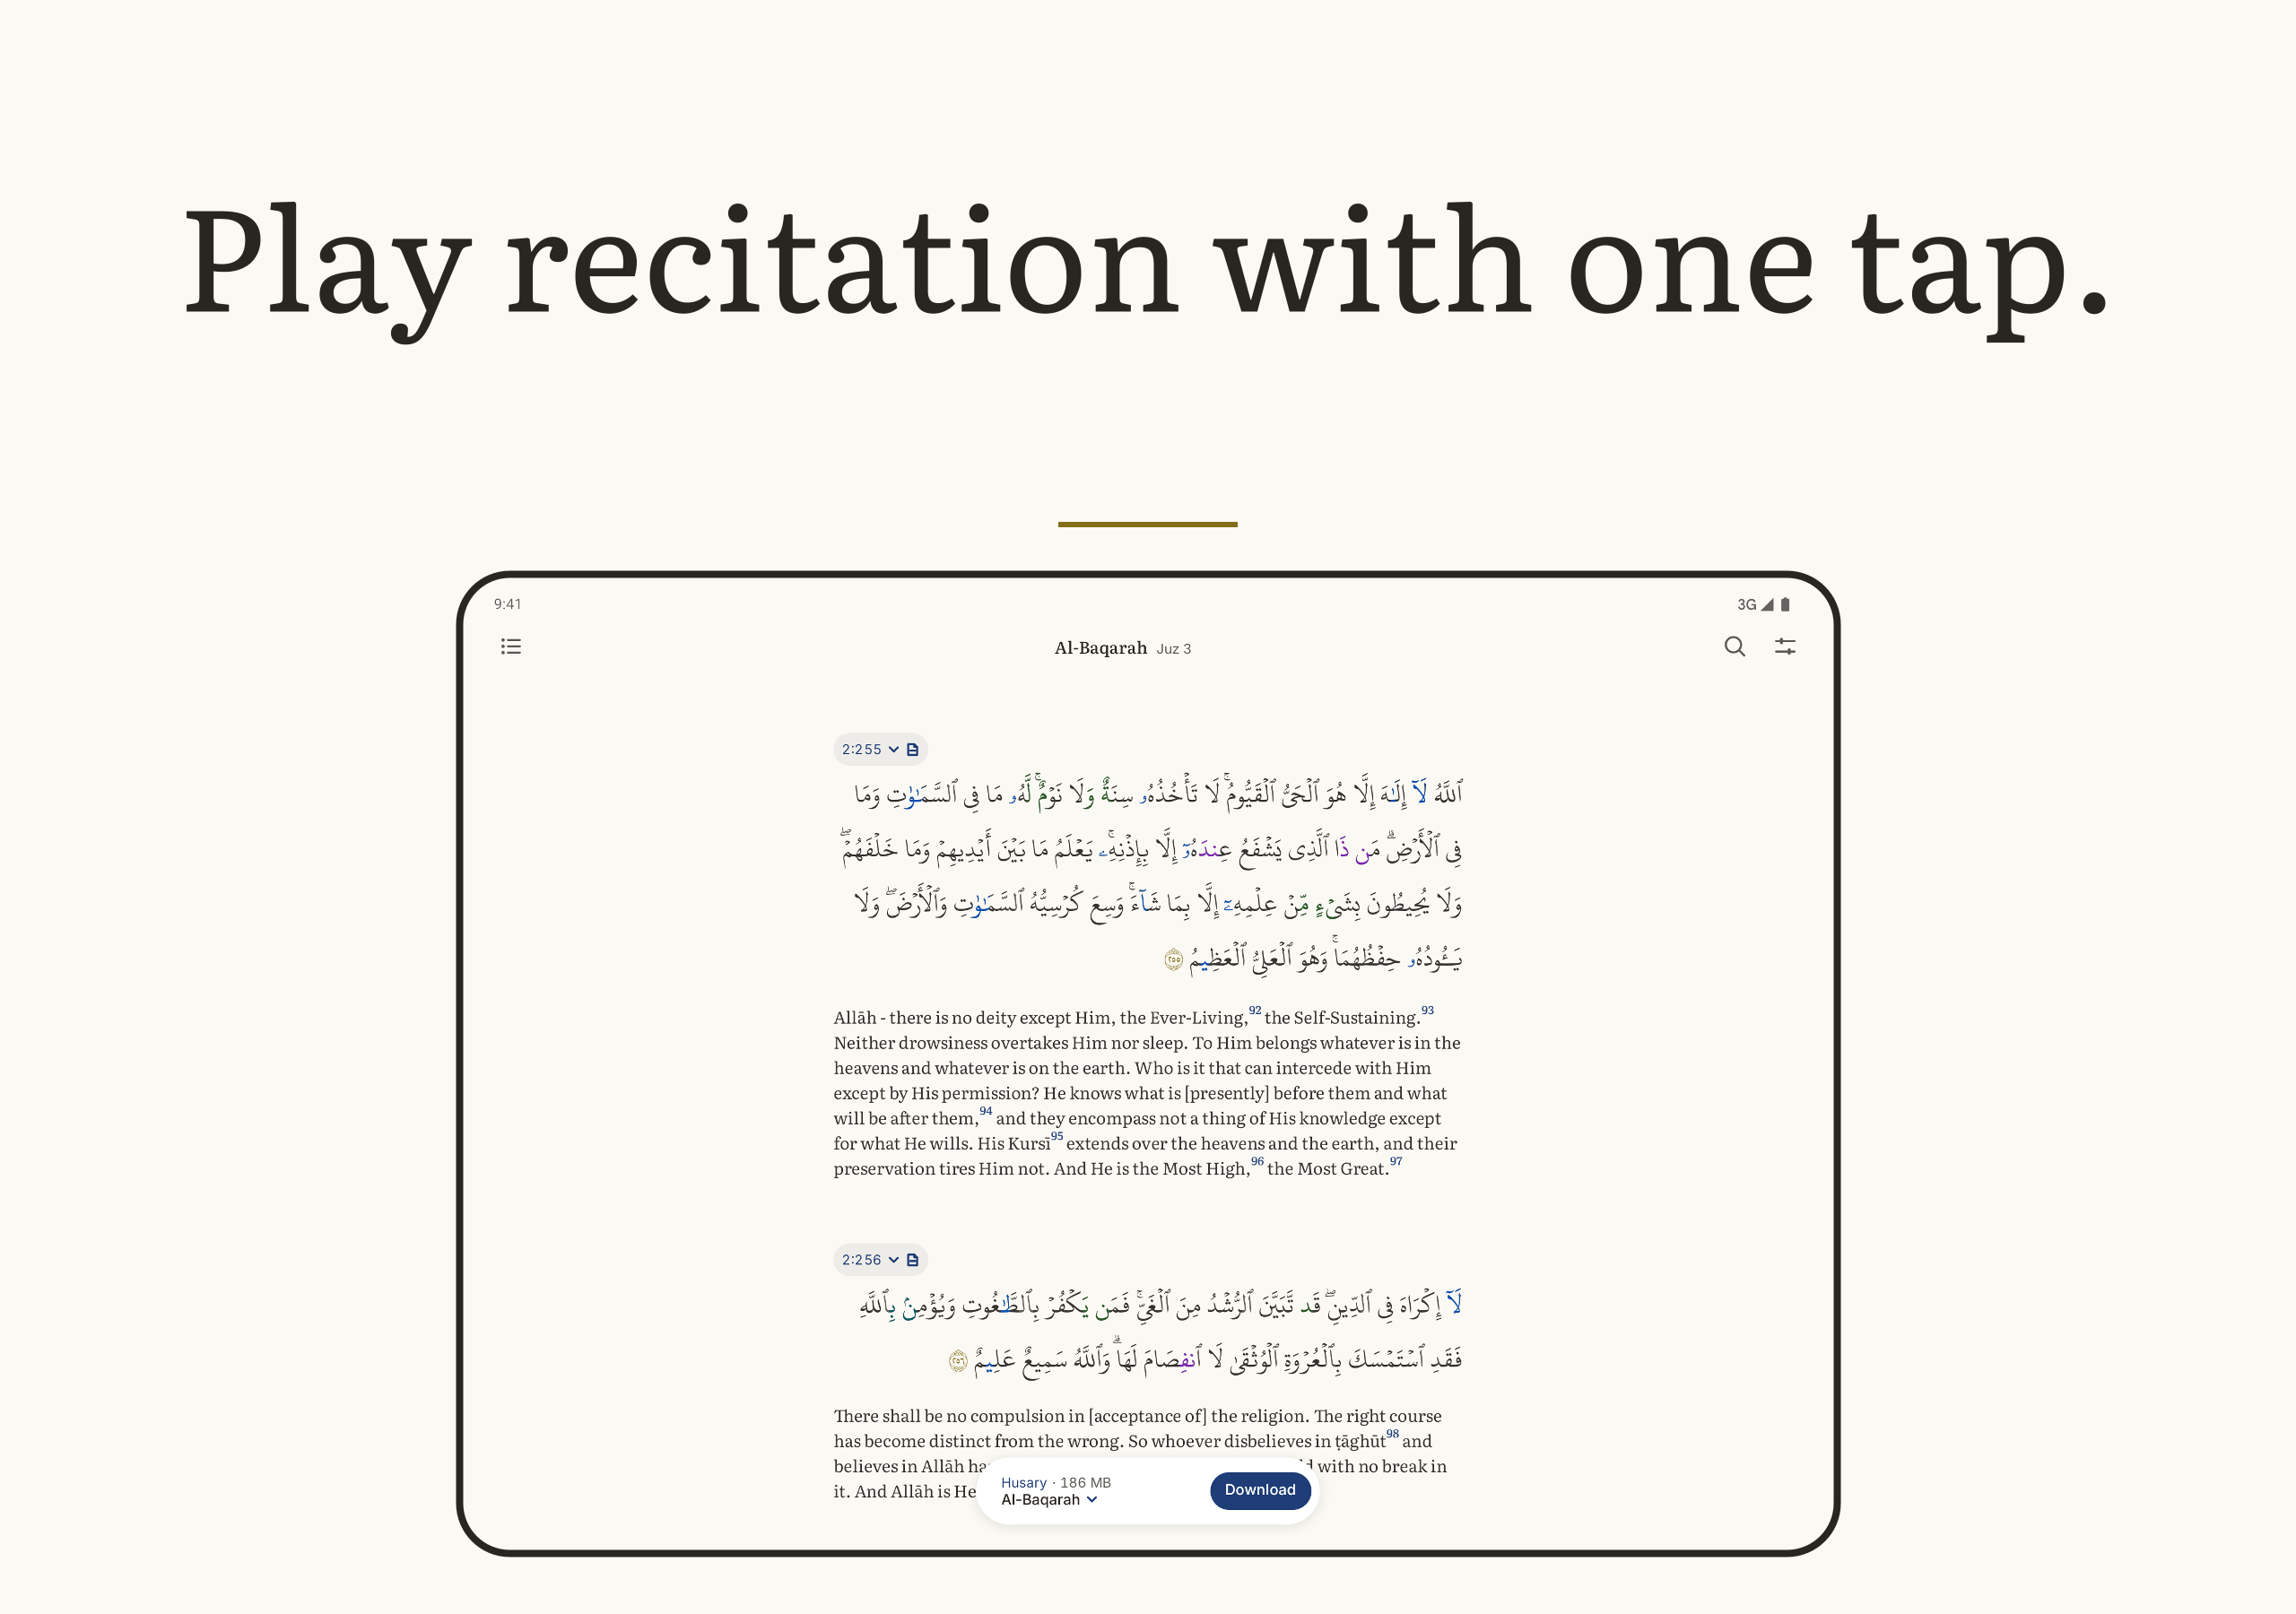 Play recitation with one tap.
9:41
3G
Al-Baqarah Juz 3
2:255
ٱللَّهُ لَآ إِلَـٰهَ إِلَّا هُوَ ٱلْحَىُّ ٱلْقَيُّومُ ۚ لَا تَأْخُذُهُۥ سِنَةٌ وَلَا نَوْمٌ ۚ لَّهُۥ مَا فِى ٱلسَّمَـٰوَٰتِ وَمَا
فِى ٱلْأَرْضِ ۗ مَن ذَا ٱلَّذِى يَشْفَعُ عِندَهُۥٓ إِلَّا بِإِذْنِهِۦ ۚ يَعْلَمُ مَا بَيْنَ أَيْدِيهِمْ وَمَا خَلْفَهُمْ ۖ
وَلَا يُحِيطُونَ بِشَىْءٍ مِّنْ عِلْمِهِۦٓ إِلَّا بِمَا شَآءَ ۚ وَسِعَ كُرْسِيُّهُ ٱلسَّمَـٰوَٰتِ وَٱلْأَرْضَ ۖ وَلَا
يَـُٔودُهُۥ حِفْظُهُمَا ۚ وَهُوَ ٱلْعَلِىُّ ٱلْعَظِيمُ ٢٥٥
Allāh - there is no deity except Him, the Ever-Living,92 the Self-Sustaining.93
Neither drowsiness overtakes Him nor sleep. To Him belongs whatever is in the
heavens and whatever is on the earth. Who is it that can intercede with Him
except by His permission? He knows what is [presently] before them and what
will be after them,94 and they encompass not a thing of His knowledge except
for what He wills. His Kursī95 extends over the heavens and the earth, and their
preservation tires Him not. And He is the Most High,96 the Most Great.97
2:256
لَآ إِكْرَاهَ فِى ٱلدِّينِ ۖ قَد تَّبَيَّنَ ٱلرُّشْدُ مِنَ ٱلْغَىِّ ۚ فَمَن يَكْفُرْ بِٱلطَّـٰغُوتِ وَيُؤْمِنۢ بِٱللَّهِ
فَقَدِ ٱسْتَمْسَكَ بِٱلْعُرْوَةِ ٱلْوُثْقَىٰ لَا ٱنفِصَامَ لَهَا ۗ وَٱللَّهُ سَمِيعٌ عَلِيمٌ ٢٥٦
There shall be no compulsion in [acceptance of] the religion. The right course
has become distinct from the wrong. So whoever disbelieves in ṭāghūt98 and
believes in Allāh with no break in
it. And Allāh is
Husary · 186 MB
Al-Baqarah
Download